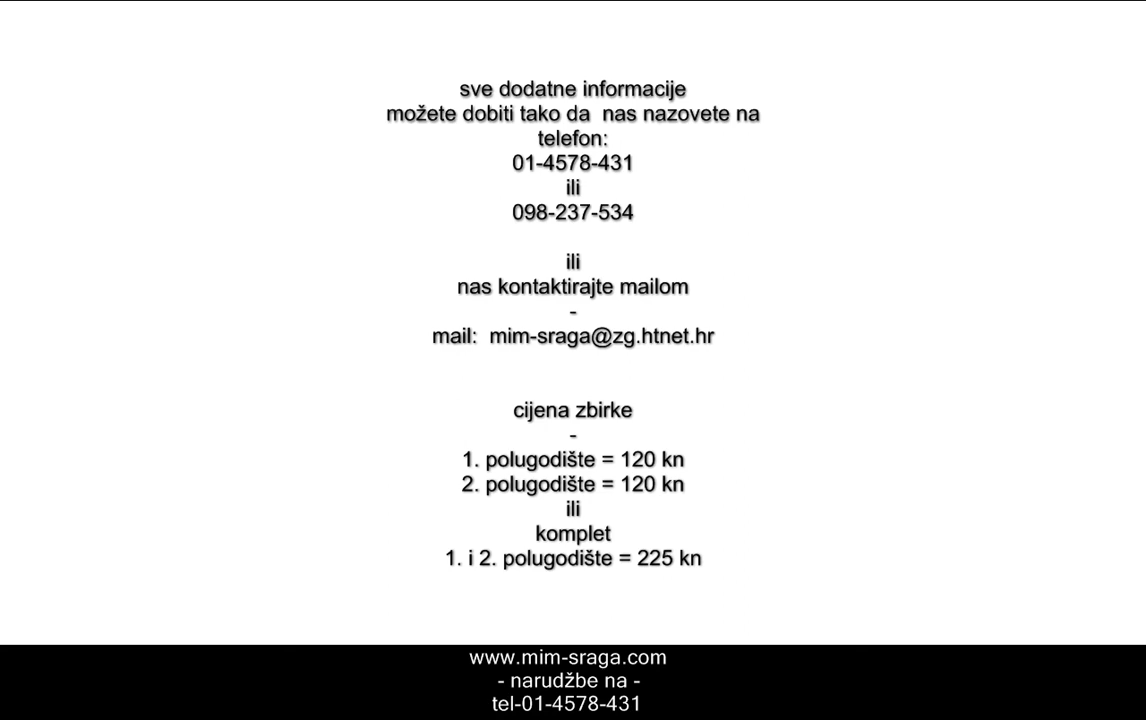 sve dodatne informacije
možete dobiti tako da  nas nazovete na
telefon:
01-4578-431
ili
098-237-534
ili
nas kontaktirajte mailom
-
mail:  mim-sraga@zg.htnet.hr
cijena zbirke
-
1. polugodište = 120 kn
2. polugodište = 120 kn
ili
komplet
1. i 2. polugodište = 225 kn
www.mim-sraga.com
- narudžbe na -
tel-01-4578-431